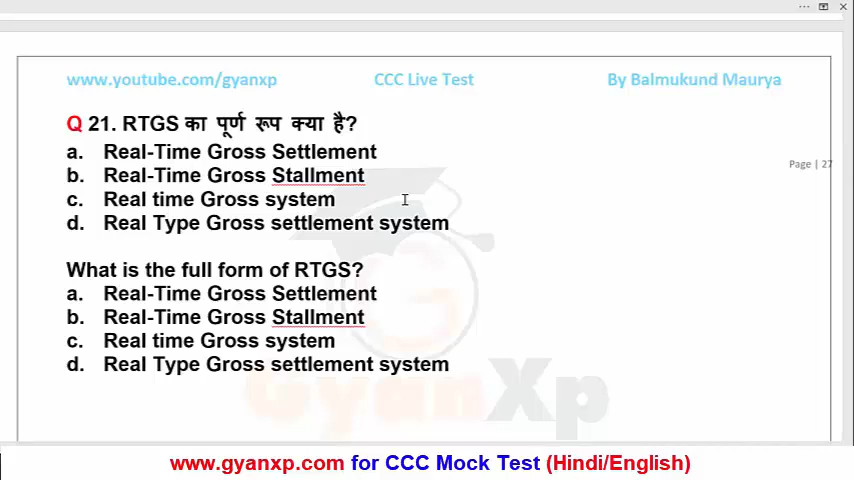 www.youtube.com/gyanxp CCC Live Test By Balmukund Maurya
Q 21. RTGS का पूर्ण रूप क्या है?
a. Real-Time Gross Settlement
Page | 27
b. Real-Time Gross Stallment
c. Real time Gross system
d. Real Type Gross settlement system
What is the full form of RTGS?
a. Real-Time Gross Settlement
b. Real-Time Gross Stallment
c. Real time Gross system
d. Real Type Gross settlement system
GyanXp
www.gyanxp.com for CCC Mock Test (Hindi/English)